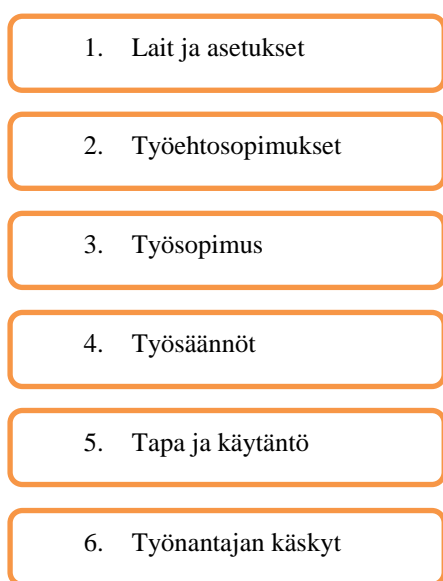 1. Lait ja asetukset
2. Työehtosopimukset
3. Työsopimus
4. Työsäännöt
5. Tapa ja käytäntö
6. Työnantajan käskyt